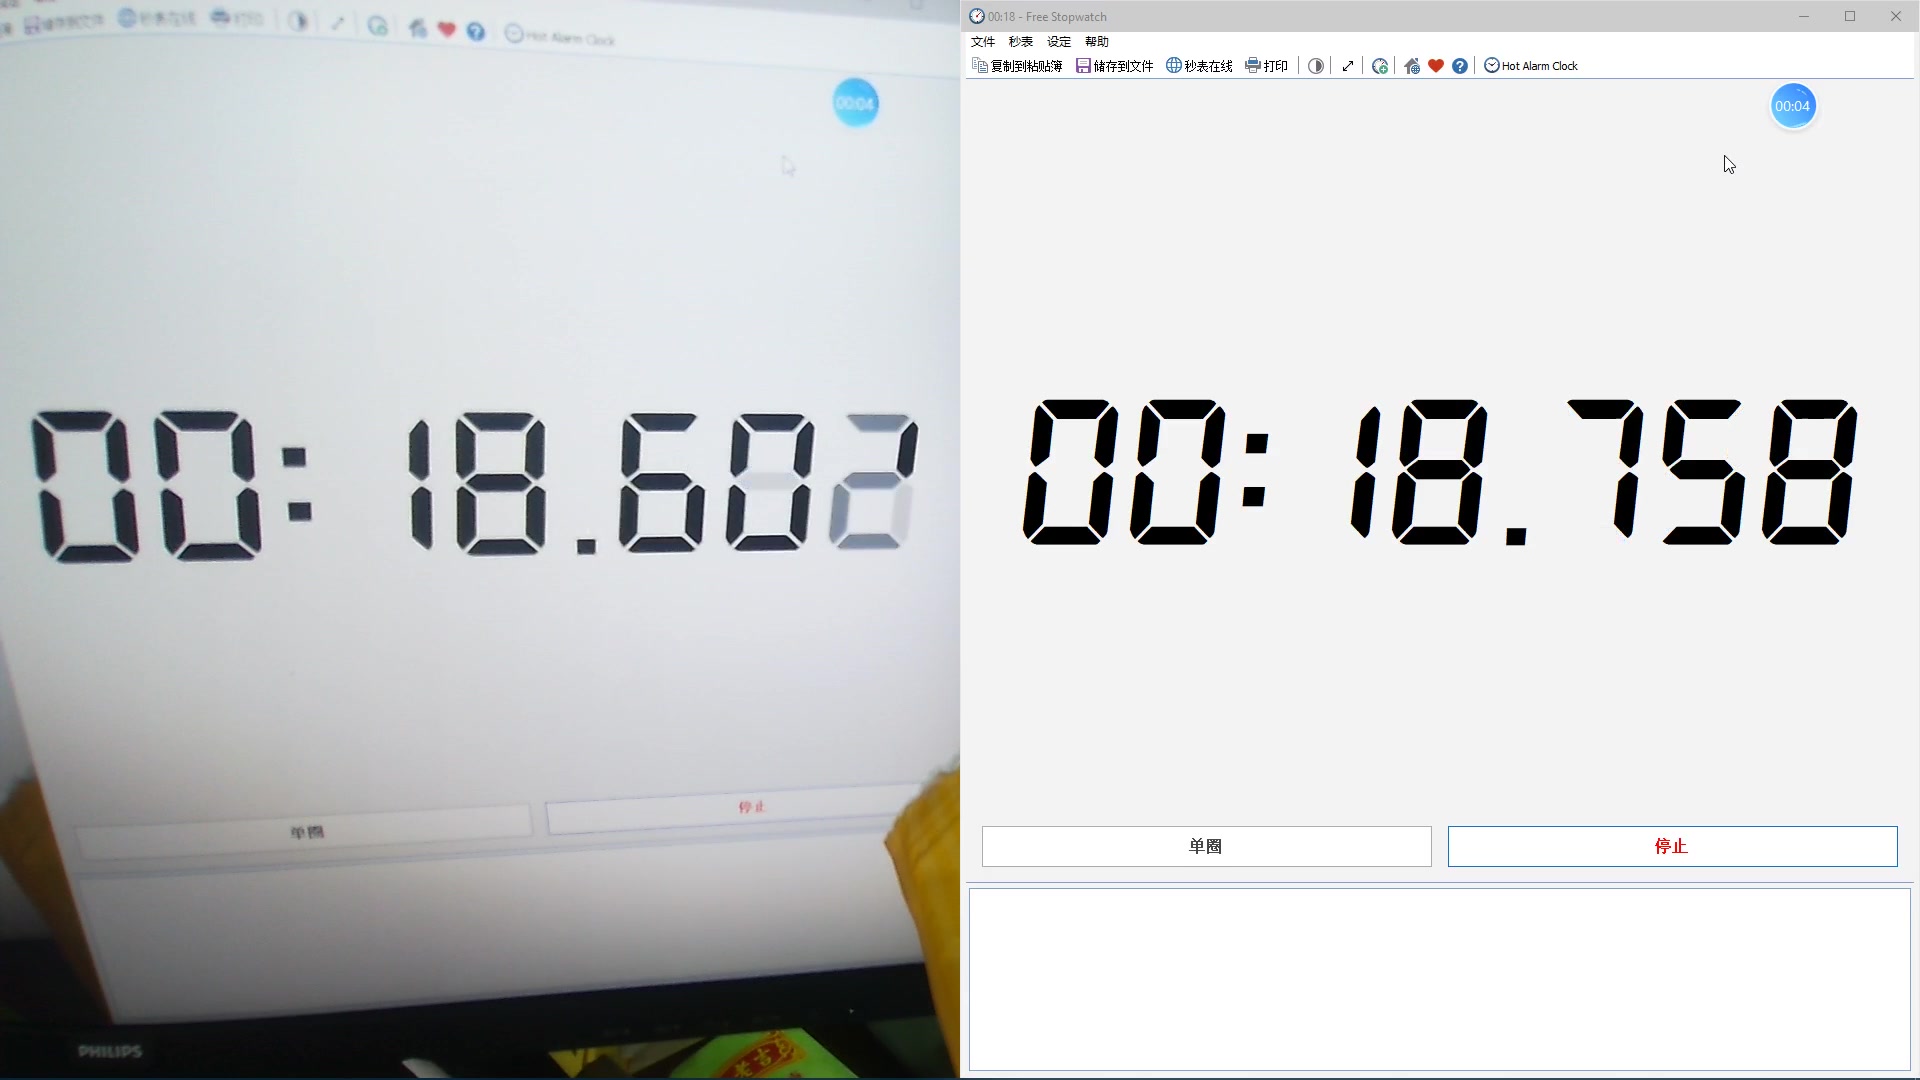 储存到文件 秒表在线 打印 Hot Alarm Clock
00:04
00:18.602
单圈 停止
PHILIPS
00:18 - Free Stopwatch
文件 秒表 设定 帮助
复制到粘贴簿 储存到文件 秒表在线 打印 Hot Alarm Clock
00:04
00:18.758
单圈 停止